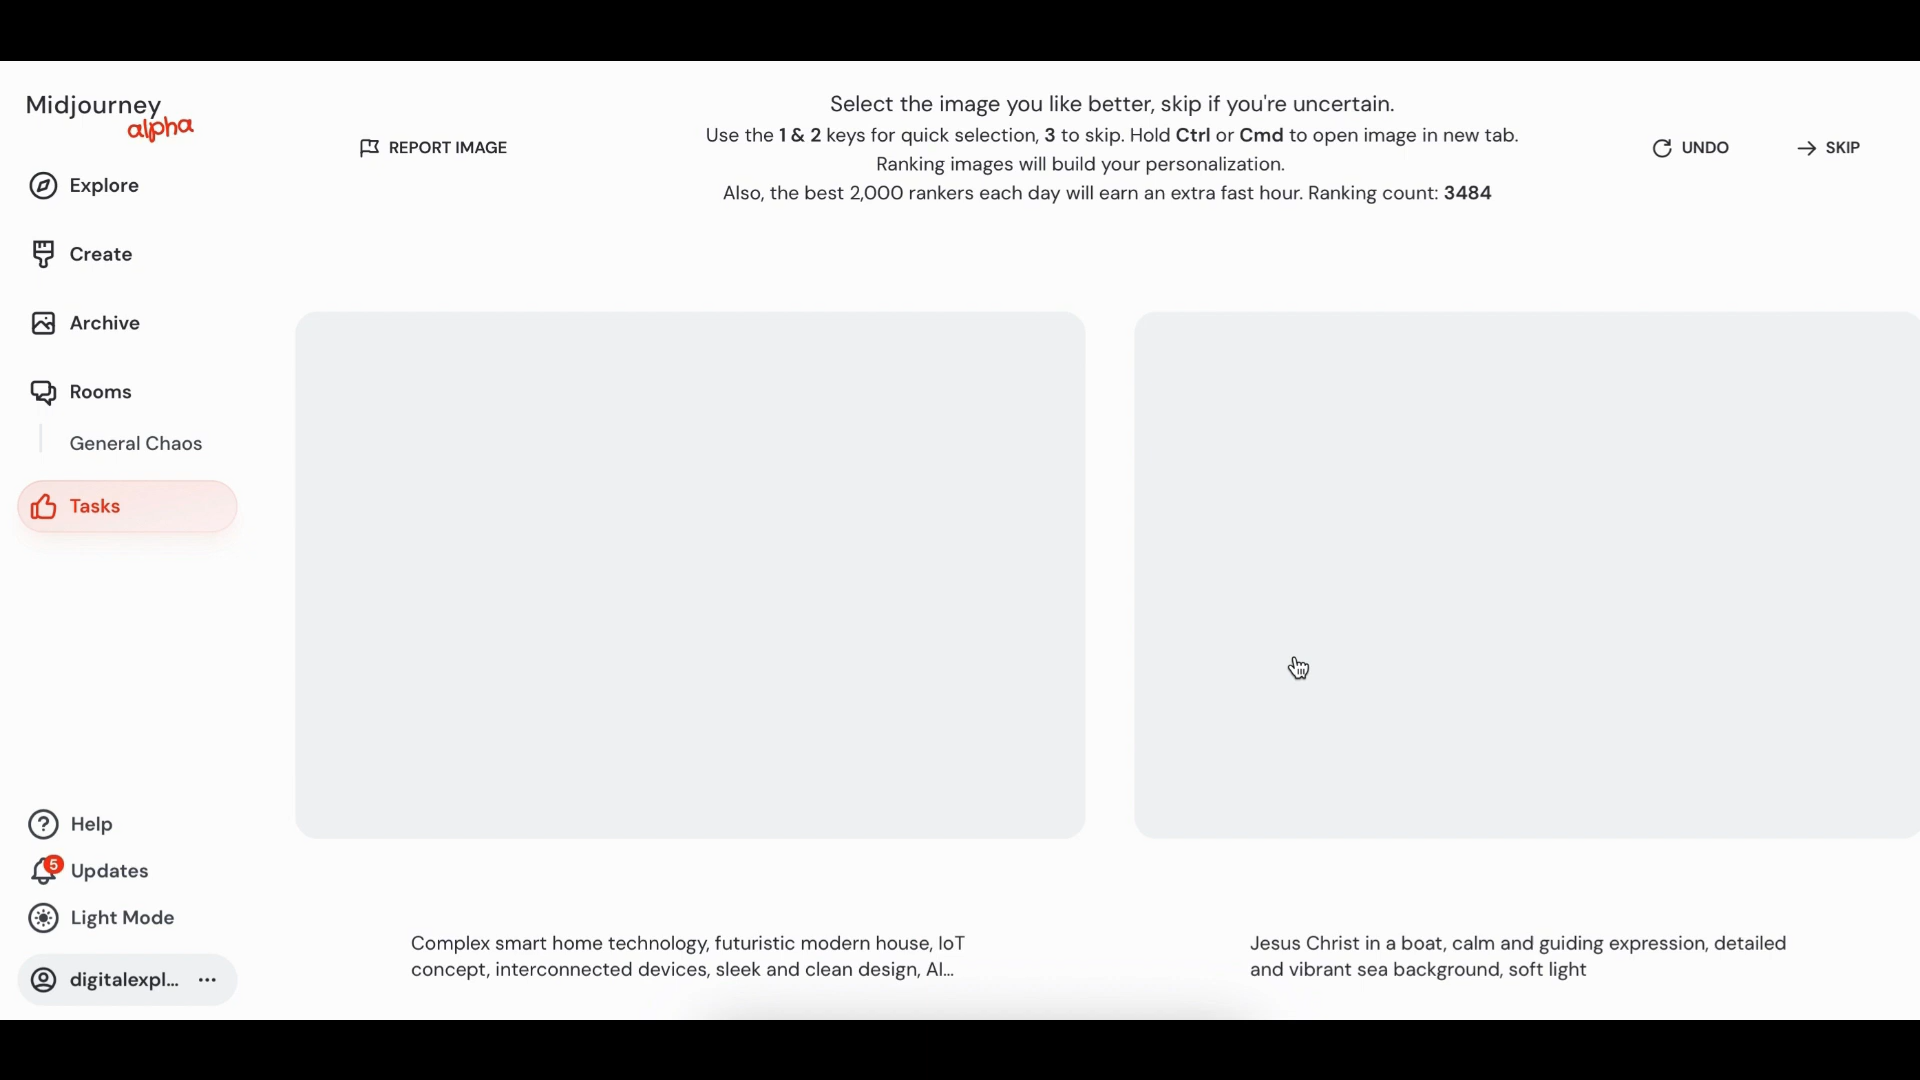 Midjourney
alpha
Explore
Create
Archive
Rooms
General Chaos
Tasks
Help
5
Updates
Light Mode
digitalexpl... ...
REPORT IMAGE
Select the image you like better, skip if you're uncertain.
Use the 1 & 2 keys for quick selection, 3 to skip. Hold Ctrl or Cmd to open image in new tab.
Ranking images will build your personalization.
Also, the best 2,000 rankers each day will earn an extra fast hour. Ranking count: 3484
UNDO
SKIP
Complex smart home technology, futuristic modern house, IoT
concept, interconnected devices, sleek and clean design, AI...
Jesus Christ in a boat, calm and guiding expression, detailed
and vibrant sea background, soft light